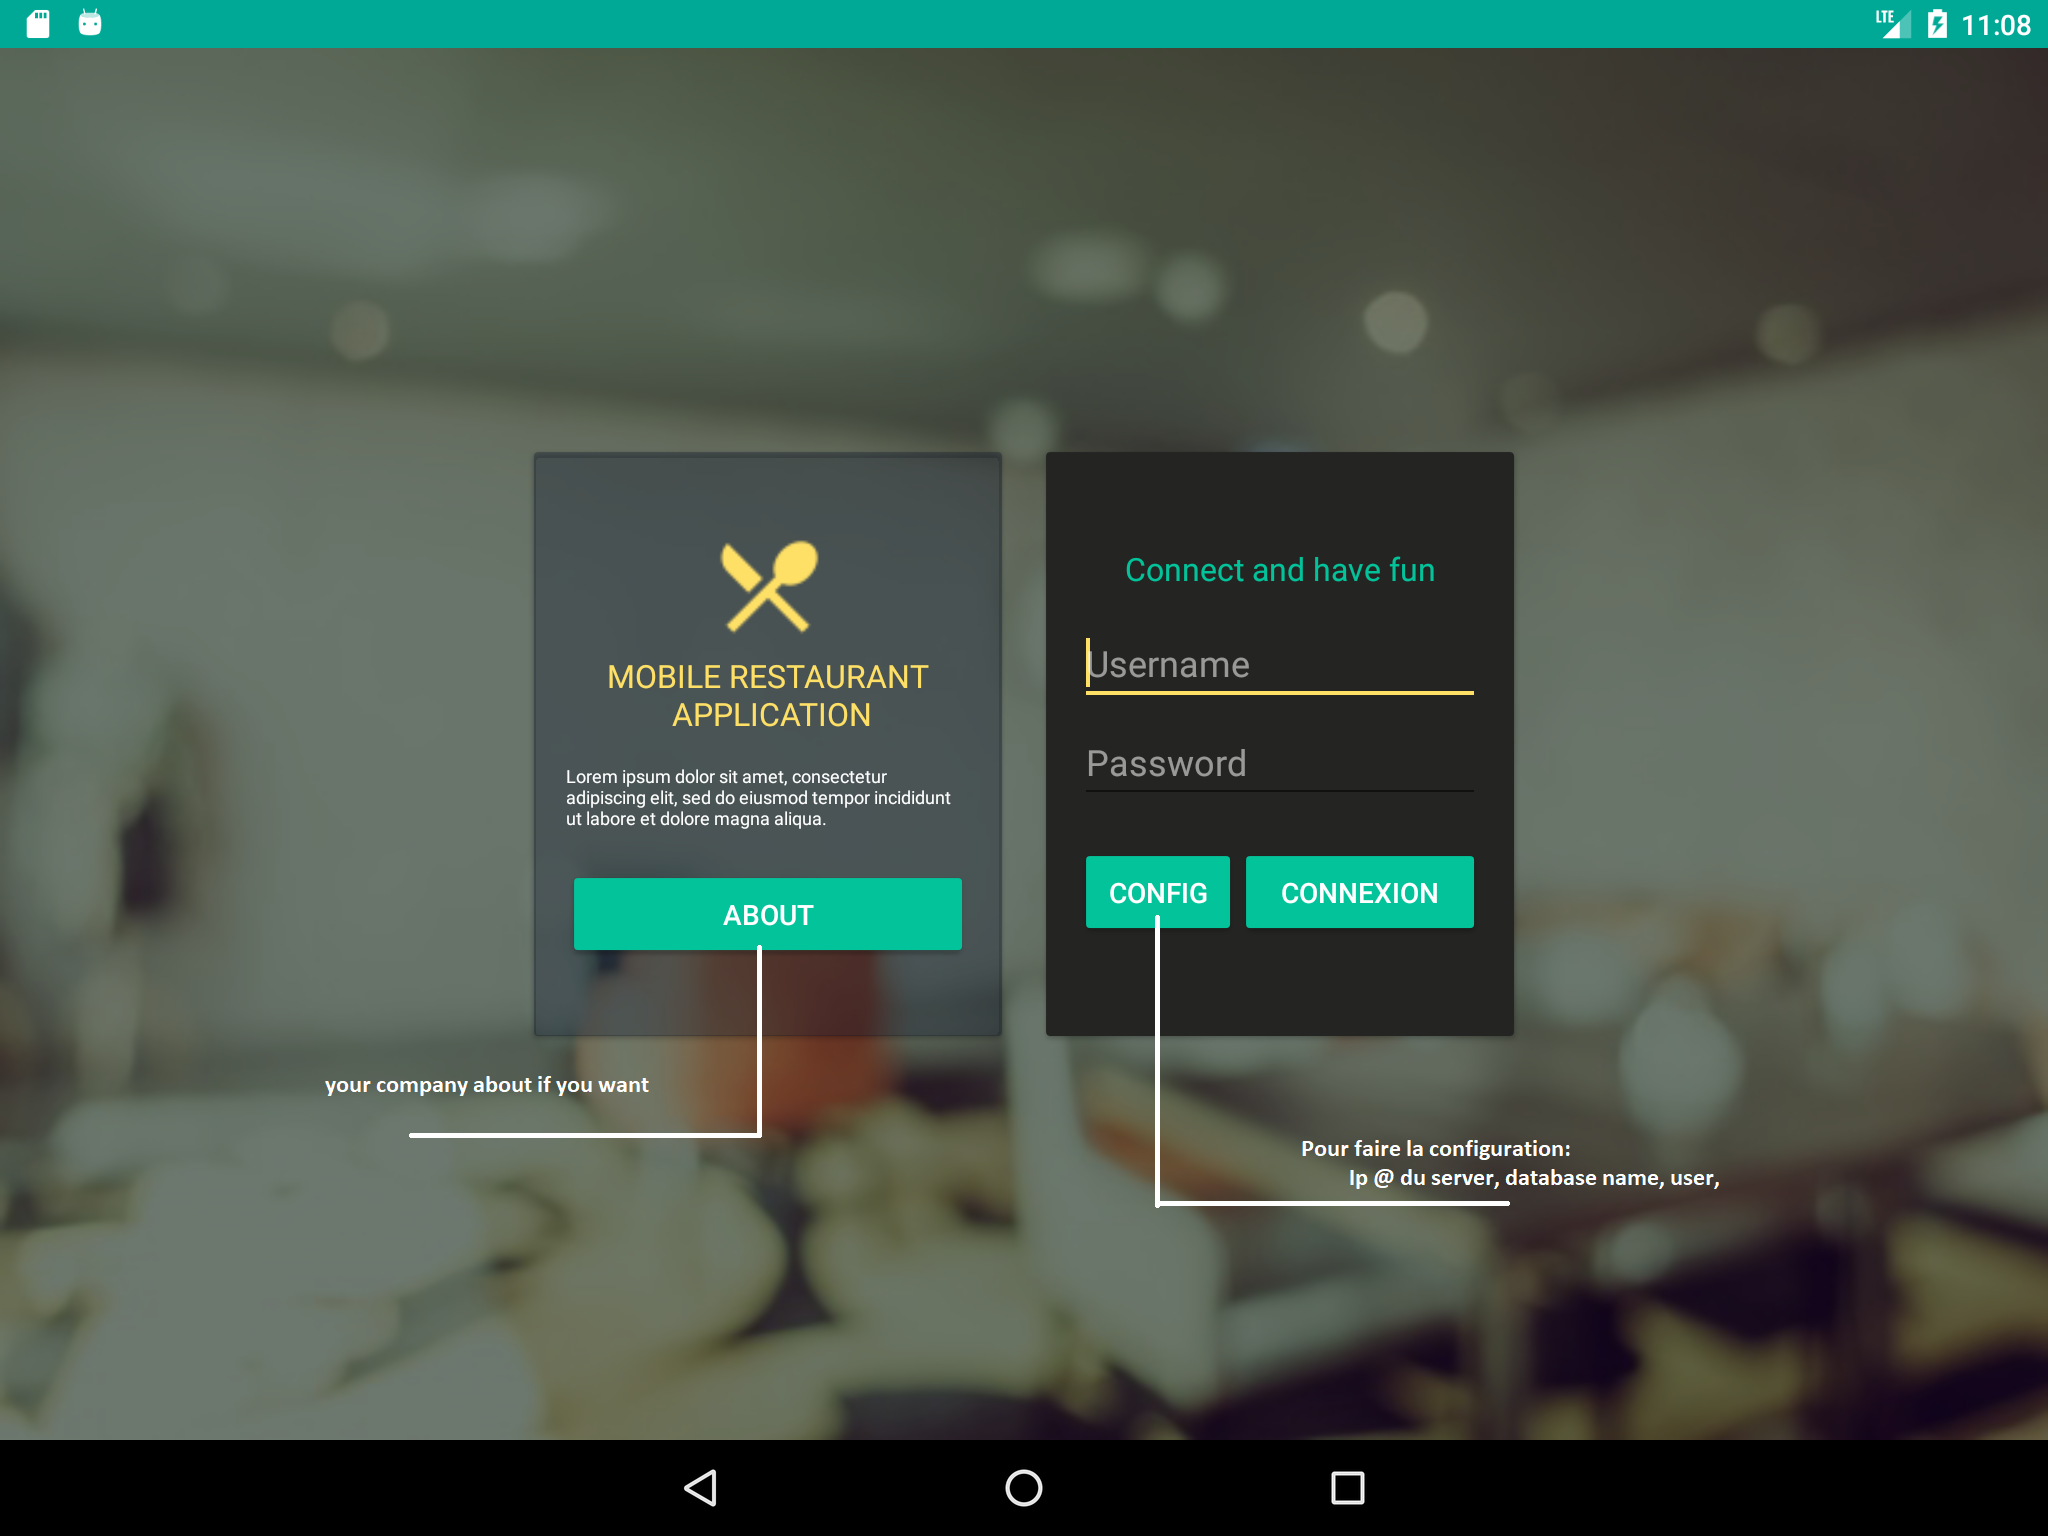 LTE 11:08
MOBILE RESTAURANT
APPLICATION
Lorem ipsum dolor sit amet, consectetur
adipiscing elit, sed do eiusmod tempor incididunt
ut labore et dolore magna aliqua.
ABOUT
Connect and have fun
Username
Password
CONFIG CONNEXION
your company about if you want
Pour faire la configuration:
Ip @ du server, database name, user,